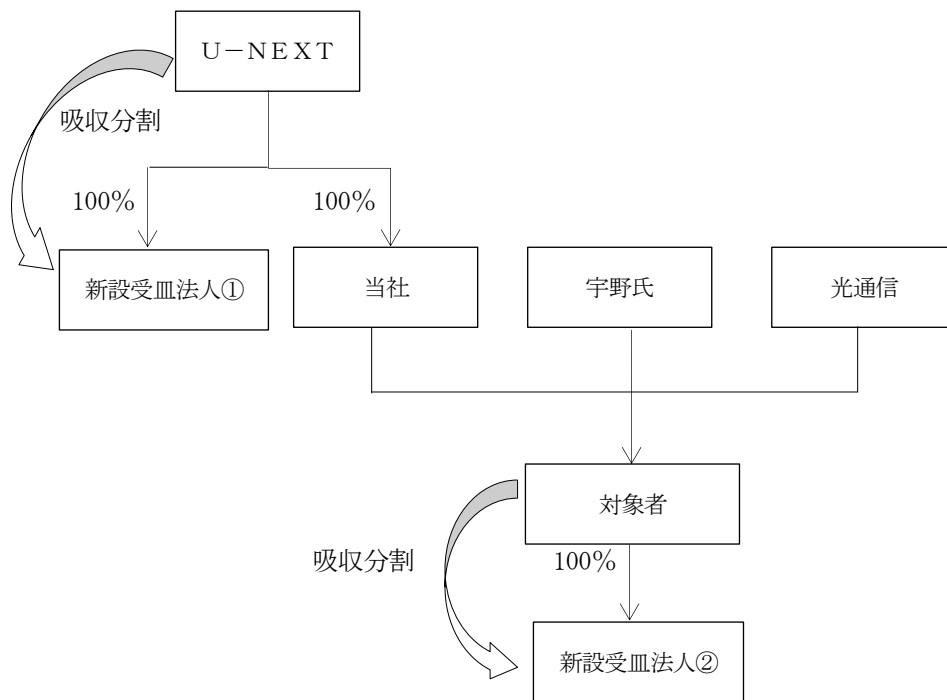 U－NEXT
吸収分割
100%
100%
新設受皿法人①
当社
宇野氏
光通信
対象者
吸収分割
100%
新設受皿法人②